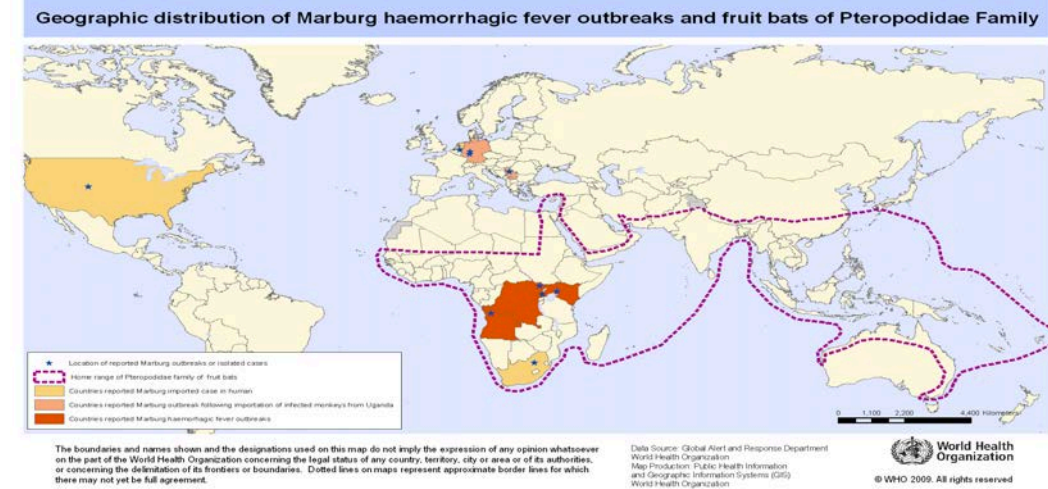 Geographic distribution of Marburg haemorrhagic fever outbreaks and fruit bats of Pteropodidae Family
Location of reported Marburg outbreaks or isolated cases
Home range of Pteropodidae family of fruit bats
Countries reported Marburg imported case in human
Countries reported Marburg outbreak following importation of infected monkeys from Uganda
Countries reported Marburg haemorrhagic fever outbreaks
0 1,100 2,200 4,400 Kilometers
The boundaries and names shown and the designations used on this map do not imply the expression of any opinion whatsoever
on the part of the World Health Organization concerning the legal status of any country, territory, city or area or of its authorities,
or concerning the delimitation of its frontiers or boundaries. Dotted lines on maps represent approximate border lines for which
there may not yet be full agreement.
Data Source: Global Alert and Response Department
World Health Organization
Map Production: Public Health Information
and Geographic Information Systems (GIS)
World Health Organization
World Health
Organization
© WHO 2009. All rights reserved